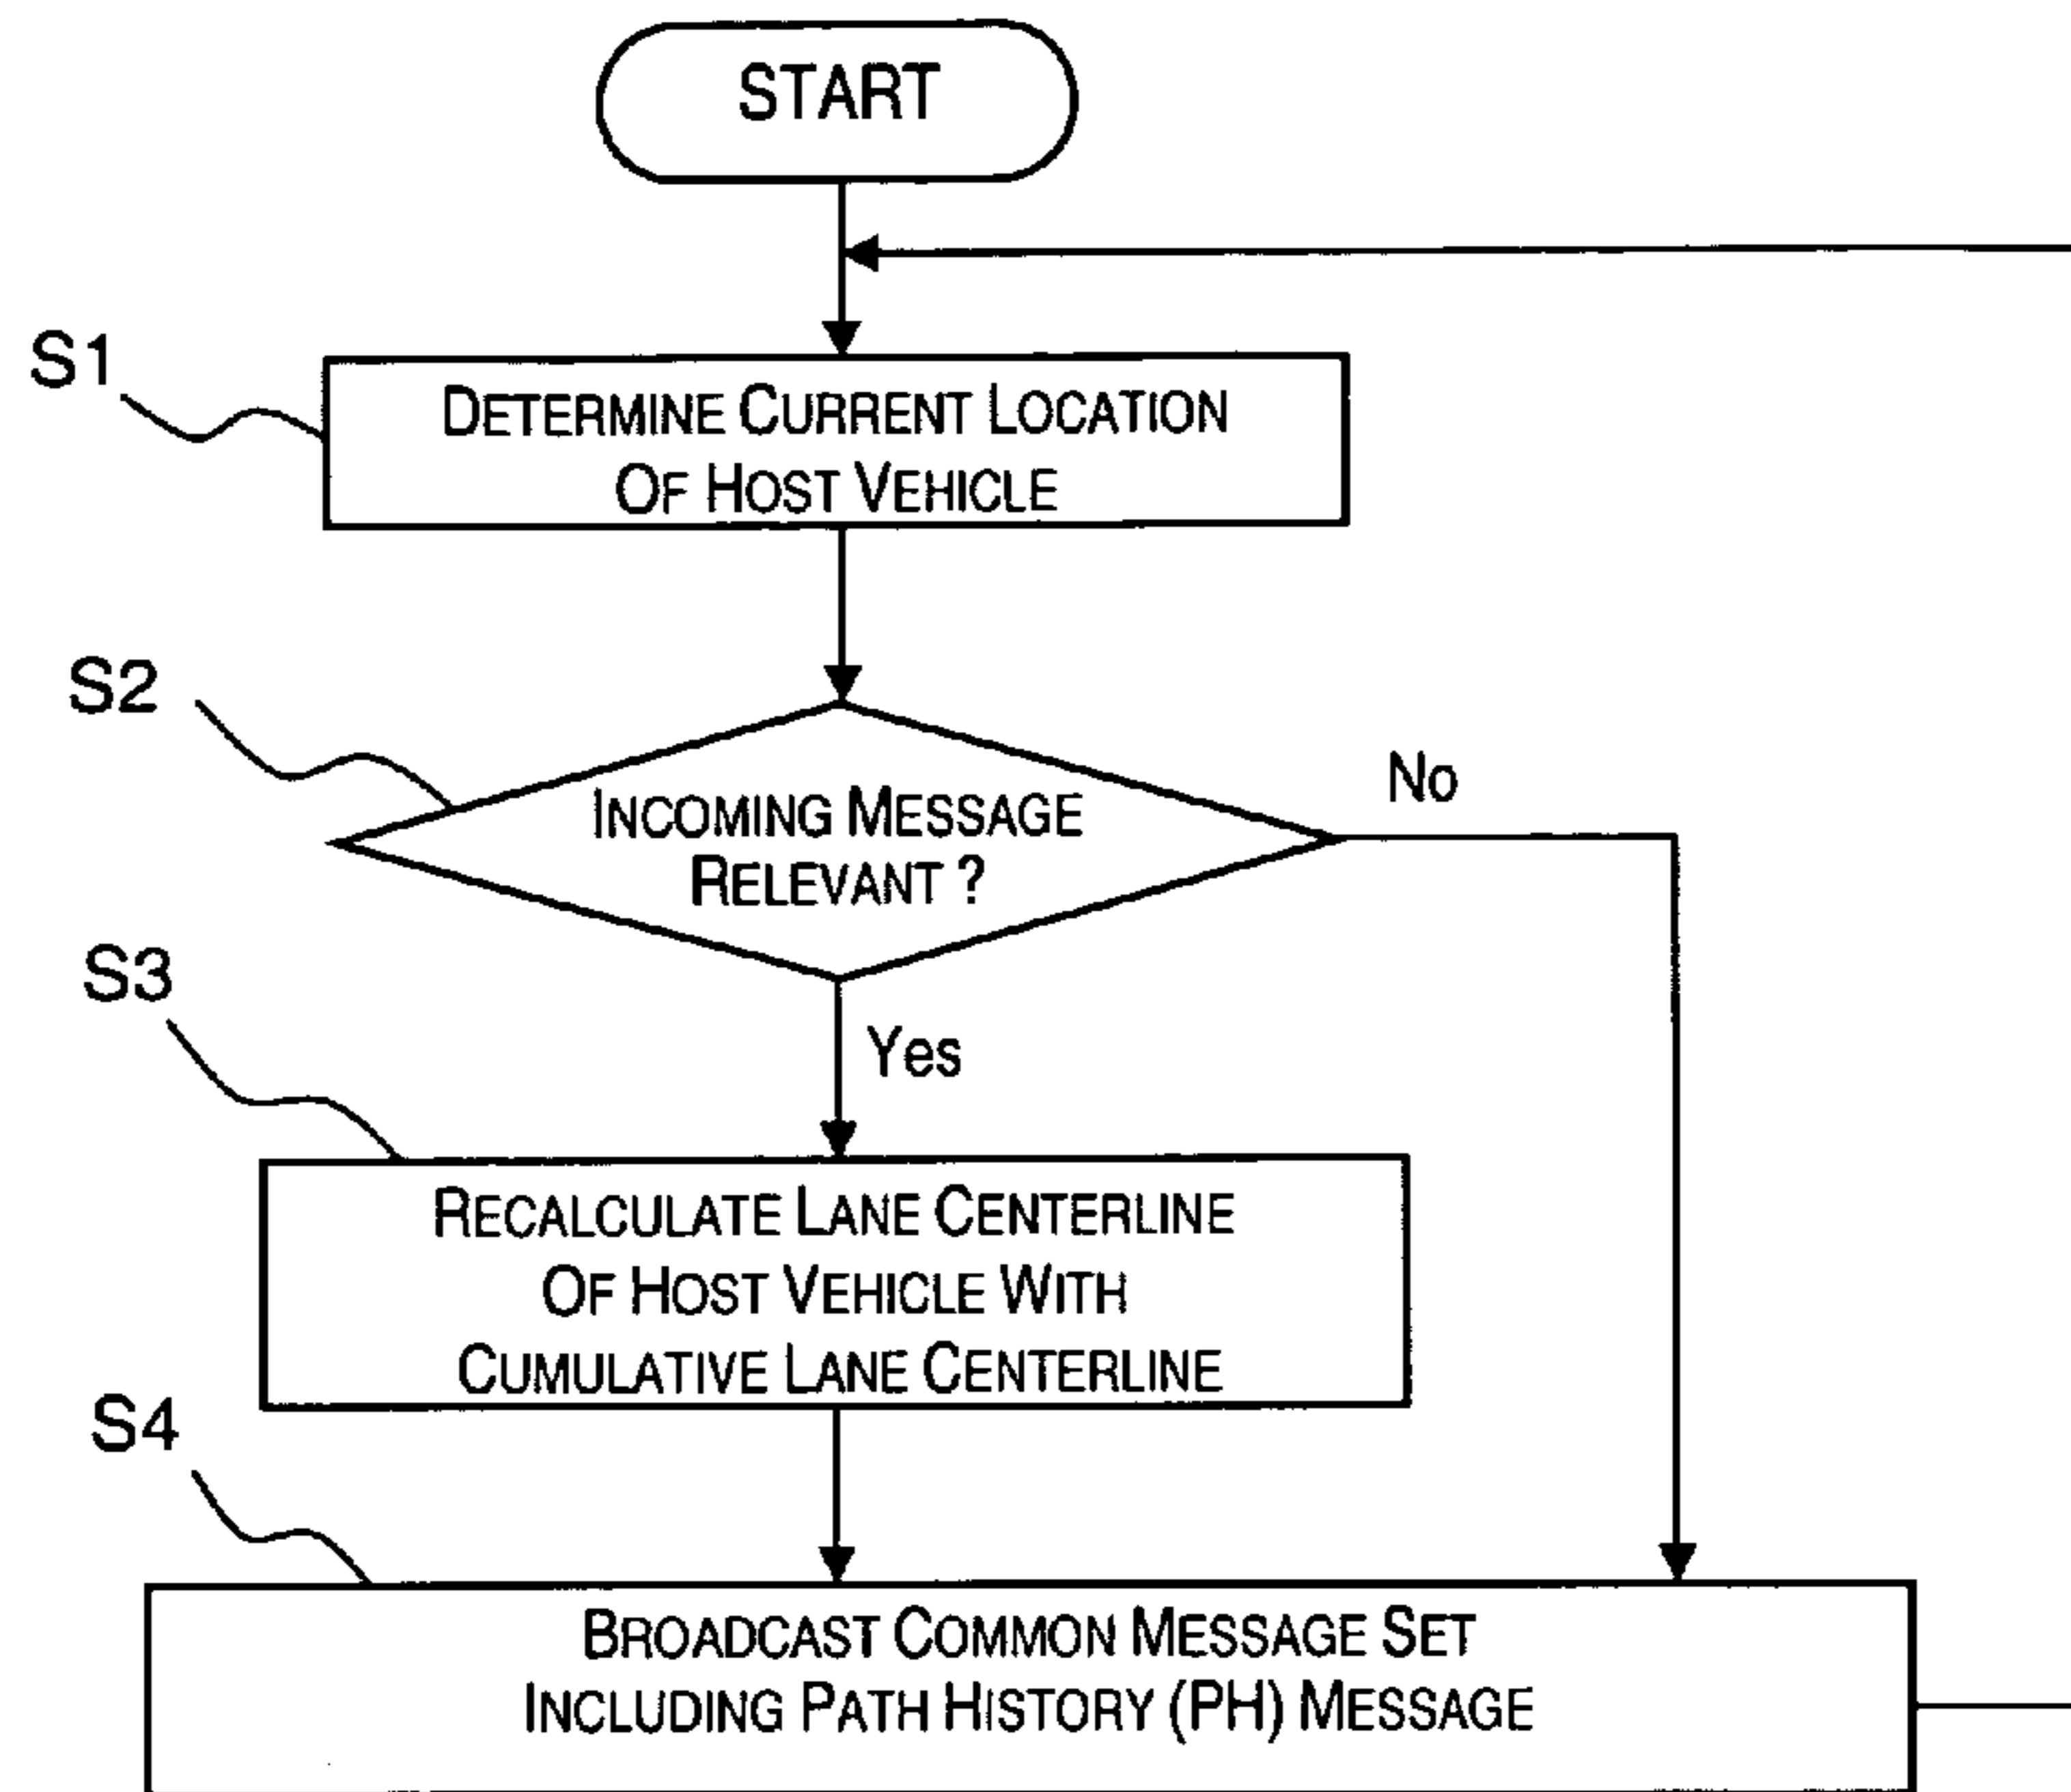 START
S1
DETERMINE CURRENT LOCATION
OF HOST VEHICLE
S2
INCOMING MESSAGE
RELEVANT ?
No
S3
Yes
RECALCULATE LANE CENTERLINE
OF HOST VEHICLE WITH
CUMULATIVE LANE CENTERLINE
S4
BROADCAST COMMON MESSAGE SET
INCLUDING PATH HISTORY (PH) MESSAGE